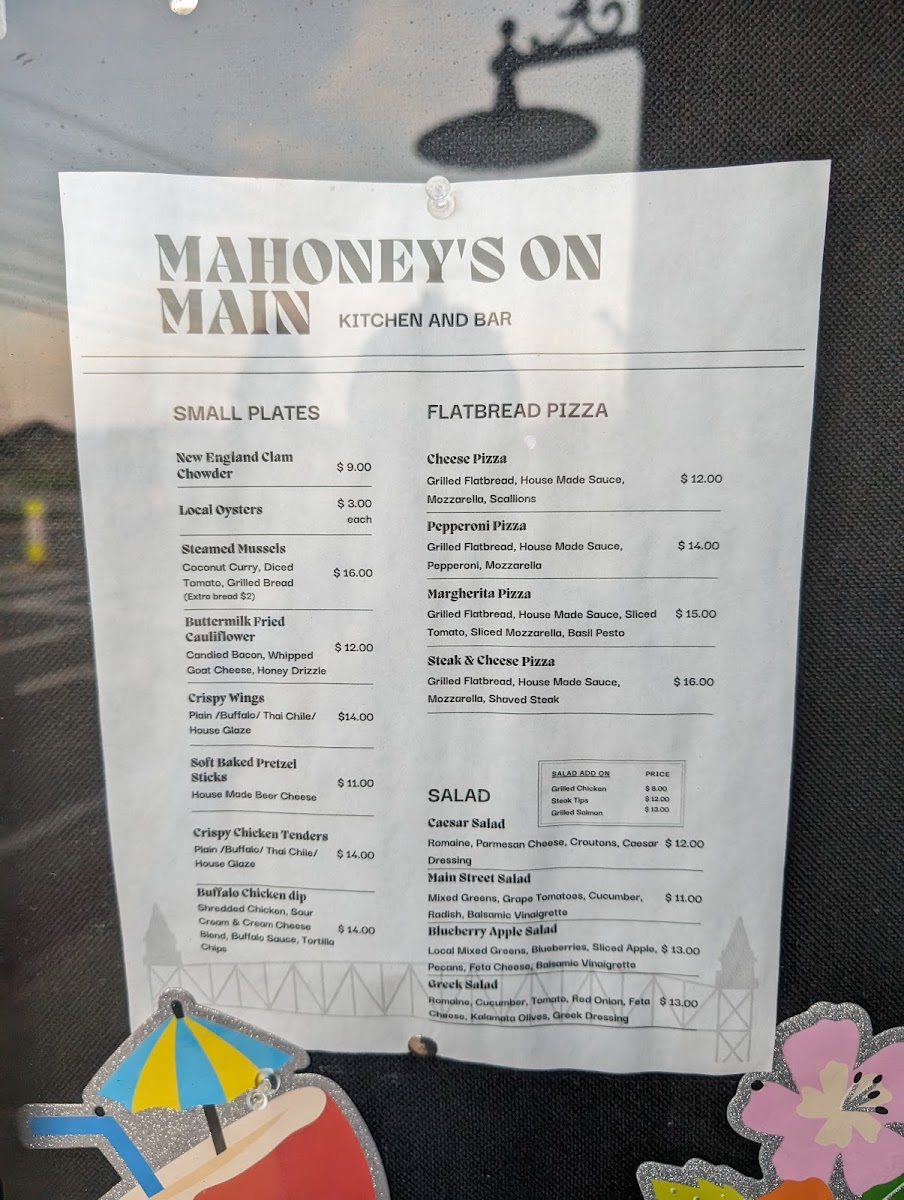 MAHONEY'S ON
MAIN KITCHEN AND BAR
SMALL PLATES
New England Clam
Chowder $ 9.00
Local Oysters $ 3.00
each
Steamed Mussels
Coconut Curry, Diced
Tomato, Grilled Bread $ 16.00
(Extra bread $2)
Buttermilk Fried
Cauliflower $ 12.00
Candied Bacon, Whipped
Goat Cheese, Honey Drizzle
Crispy Wings
Plain /Buffalo/ Thai Chile/ $14.00
House Glaze
Soft Baked Pretzel
Sticks $ 11.00
House Made Beer Cheese
Crispy Chicken Tenders
Plain /Buffalo/ Thai Chile/ $ 14.00
House Glaze
Buffalo Chicken dip
Shredded Chicken, Sour
Cream & Cream Cheese $ 14.00
Blend, Buffalo Sauce, Tortilla
Chips
FLATBREAD PIZZA
Cheese Pizza
Grilled Flatbread, House Made Sauce, $ 12.00
Mozzarella, Scallions
Pepperoni Pizza
Grilled Flatbread, House Made Sauce, $ 14.00
Pepperoni, Mozzarella
Margherita Pizza
Grilled Flatbread, House Made Sauce, Sliced $ 15.00
Tomato, Sliced Mozzarella, Basil Pesto
Steak & Cheese Pizza
Grilled Flatbread, House Made Sauce, $ 16.00
Mozzarella, Shaved Steak
SALAD
SALAD ADD ON PRICE
Grilled Chicken $ 8.00
Steak Tips $ 12.00
Grilled Salmon $ 13.00
Caesar Salad
Romaine, Parmesan Cheese, Croutons, Caesar $ 12.00
Dressing
Main Street Salad
Mixed Greens, Grape Tomatoes, Cucumber, $ 11.00
Radish, Balsamic Vinaigrette
Blueberry Apple Salad
Local Mixed Greens, Blueberries, Sliced Apple, $ 13.00
Pecans, Feta Cheese, Balsamic Vinaigrette
Greek Salad
Romaine, Cucumber, Tomato, Red Onion, Feta $ 13.00
Cheese, Kalamata Olives, Greek Dressing